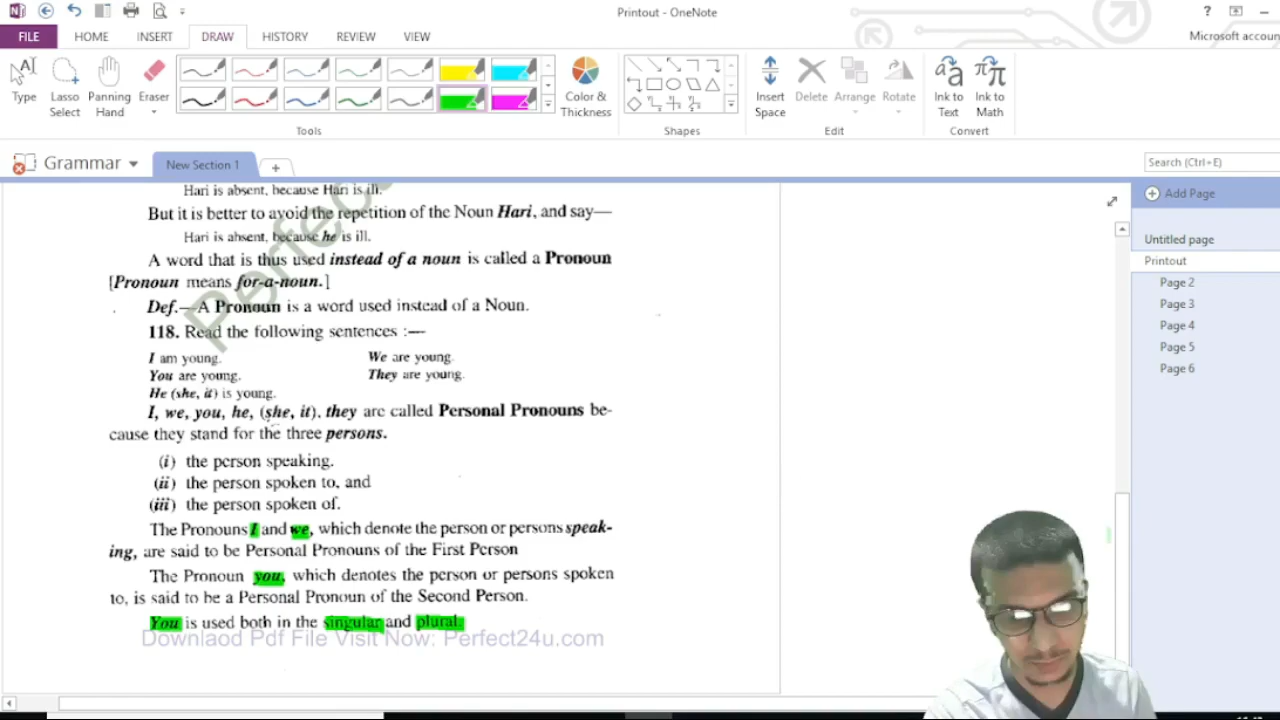 Printout - OneNote
?
FILE HOME INSERT DRAW HISTORY REVIEW VIEW
Microsoft accoun
Type Lasso Select Panning Hand Eraser
Color & Thickness
Insert Space Delete Arrange Rotate
Ink to Text Ink to Math
Tools Shapes Edit Convert
Grammar New Section 1 +
Search (Ctrl+E)
Add Page
Untitled page
Printout
Page 2
Page 3
Page 4
Page 5
Page 6
Hari is absent, because Hari is ill.
But it is better to avoid the repetition of the Noun Hari, and say—
Hari is absent, because he is ill.
A word that is thus used instead of a noun is called a Pronoun
[Pronoun means for-a-noun.]
Def.—A Pronoun is a word used instead of a Noun.
118. Read the following sentences :—
I am young. We are young.
You are young. They are young.
He (she, it) is young.
I, we, you, he, (she, it). they are called Personal Pronouns be-
cause they stand for the three persons.
(i) the person speaking.
(ii) the person spoken to, and
(iii) the person spoken of.
The Pronouns I and we, which denote the person or persons speak-
ing, are said to be Personal Pronouns of the First Person
The Pronoun you, which denotes the person or persons spoken
to, is said to be a Personal Pronoun of the Second Person.
You is used both in the singular and plural.
Downlaod Pdf File Visit Now: Perfect24u.com
Perfec